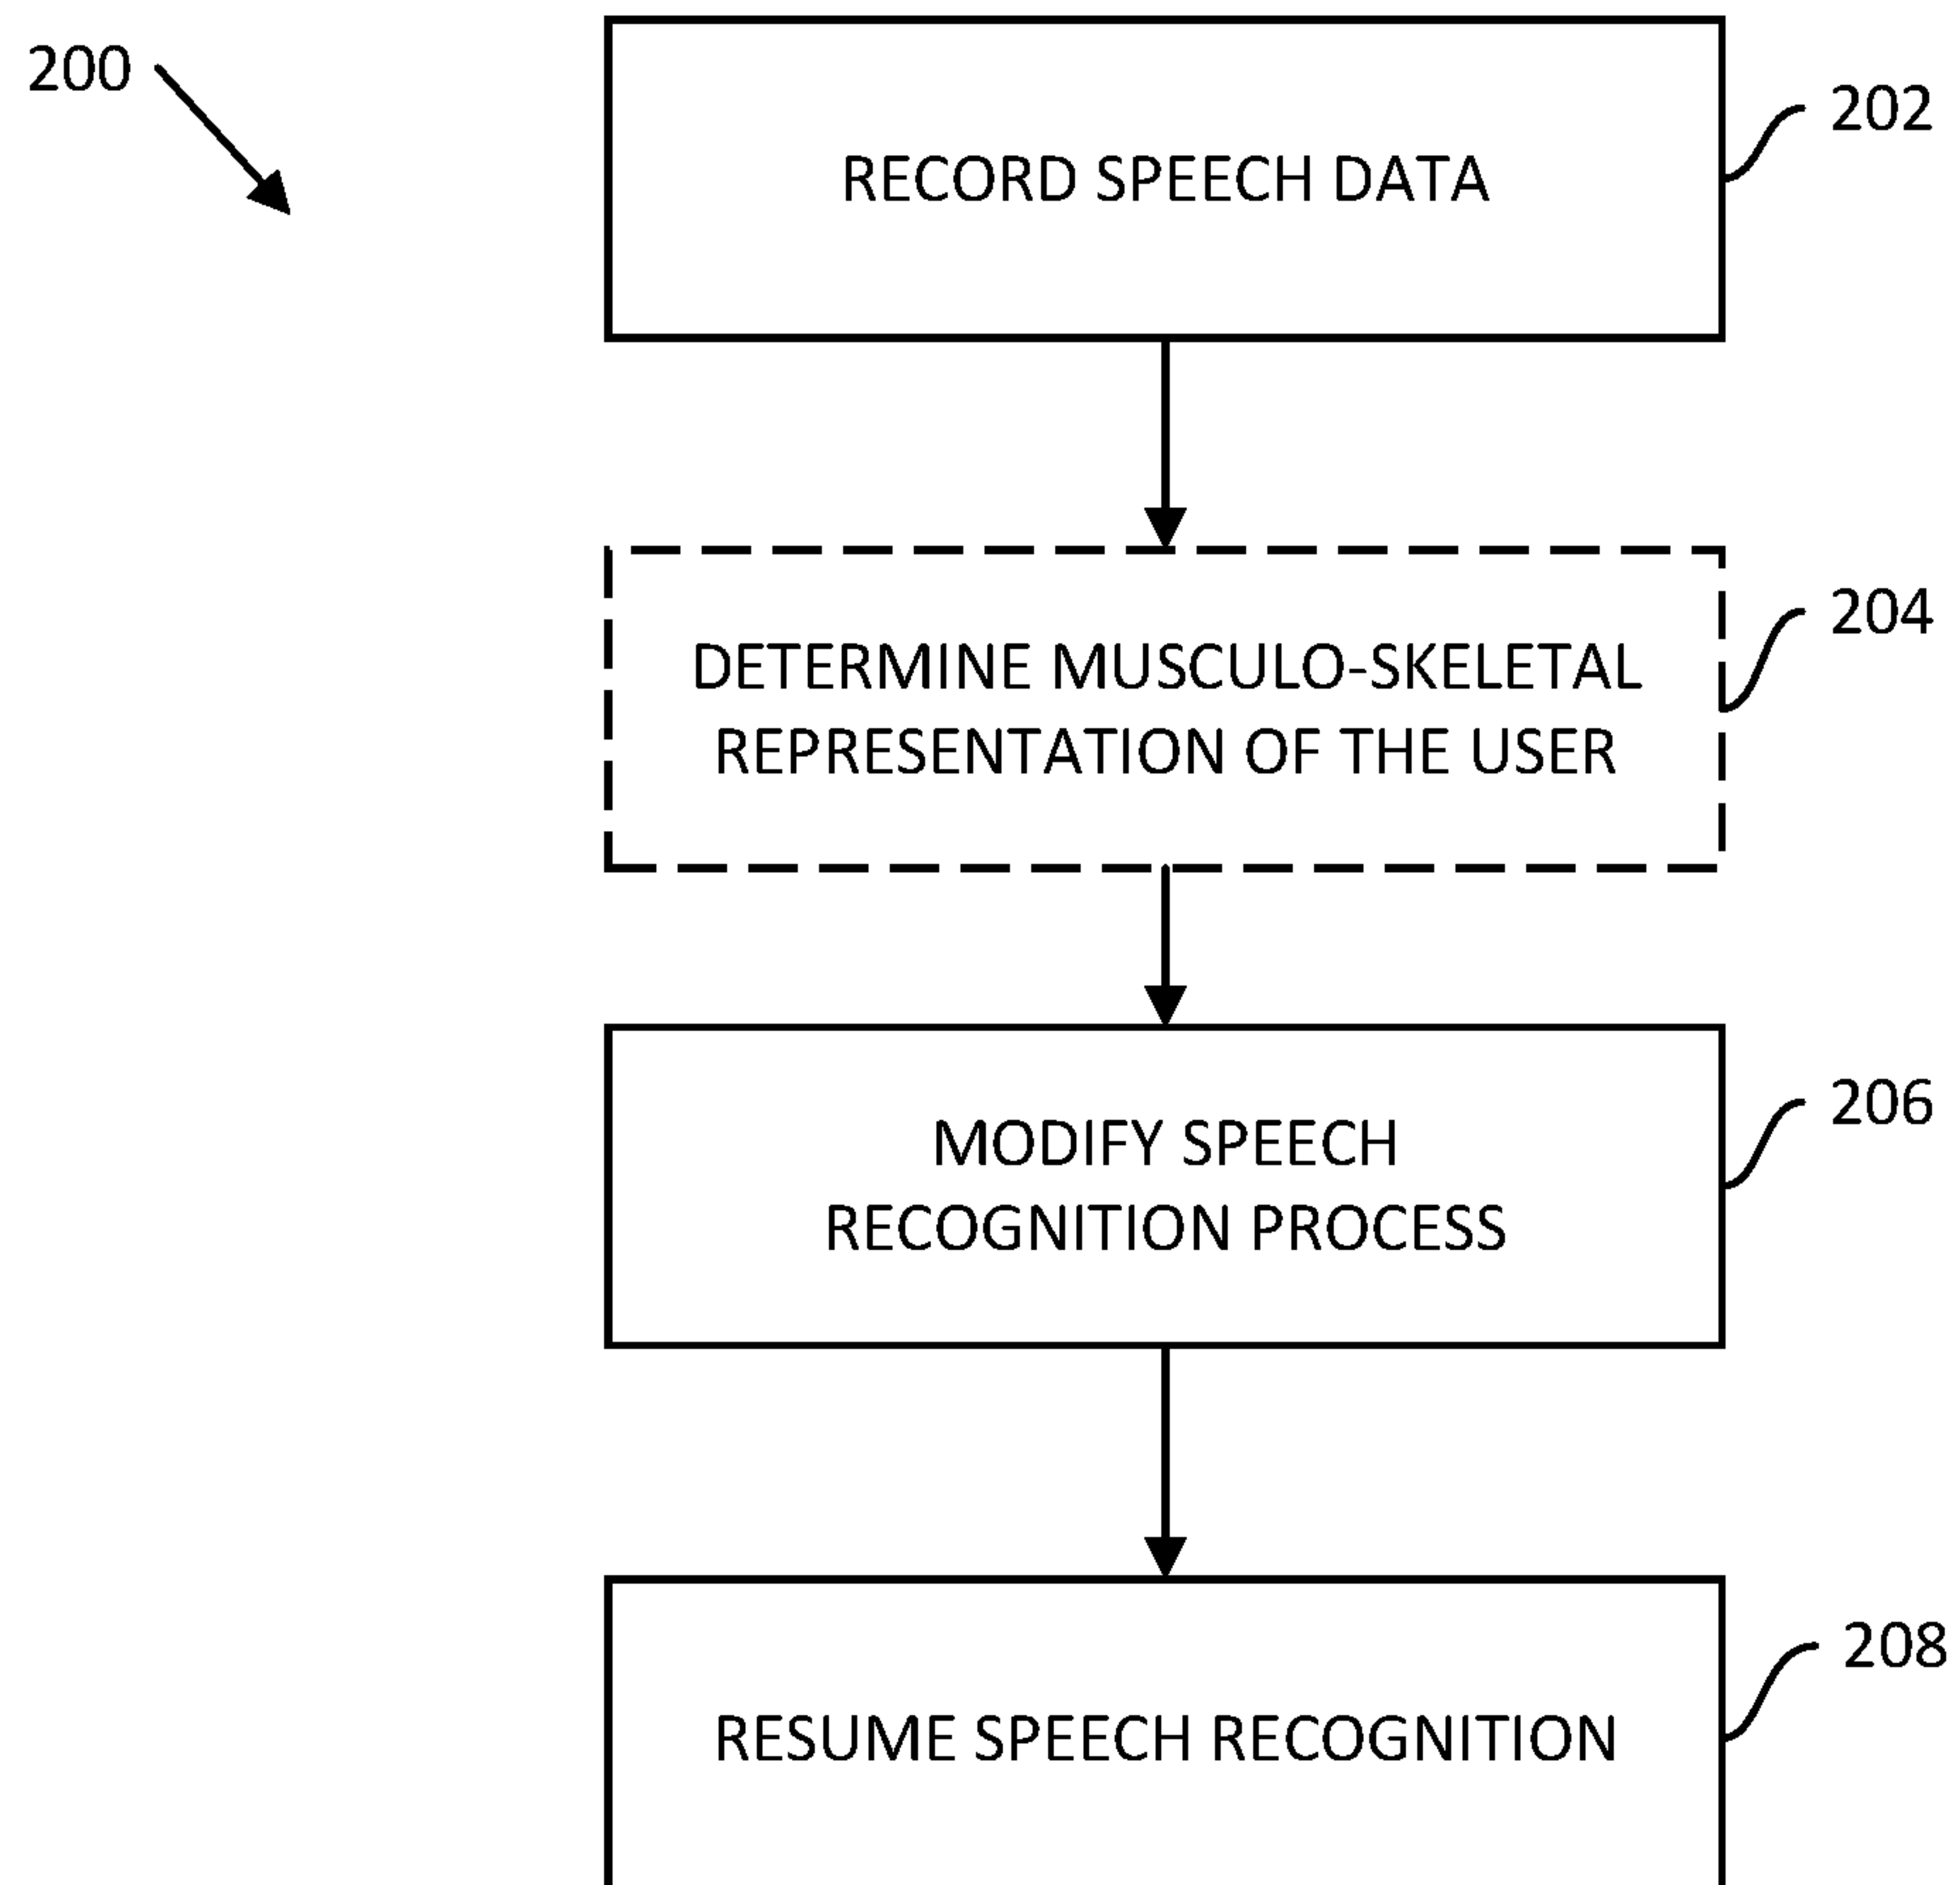 200
202
RECORD SPEECH DATA
204
DETERMINE MUSCULO-SKELETAL
REPRESENTATION OF THE USER
206
MODIFY SPEECH
RECOGNITION PROCESS
208
RESUME SPEECH RECOGNITION